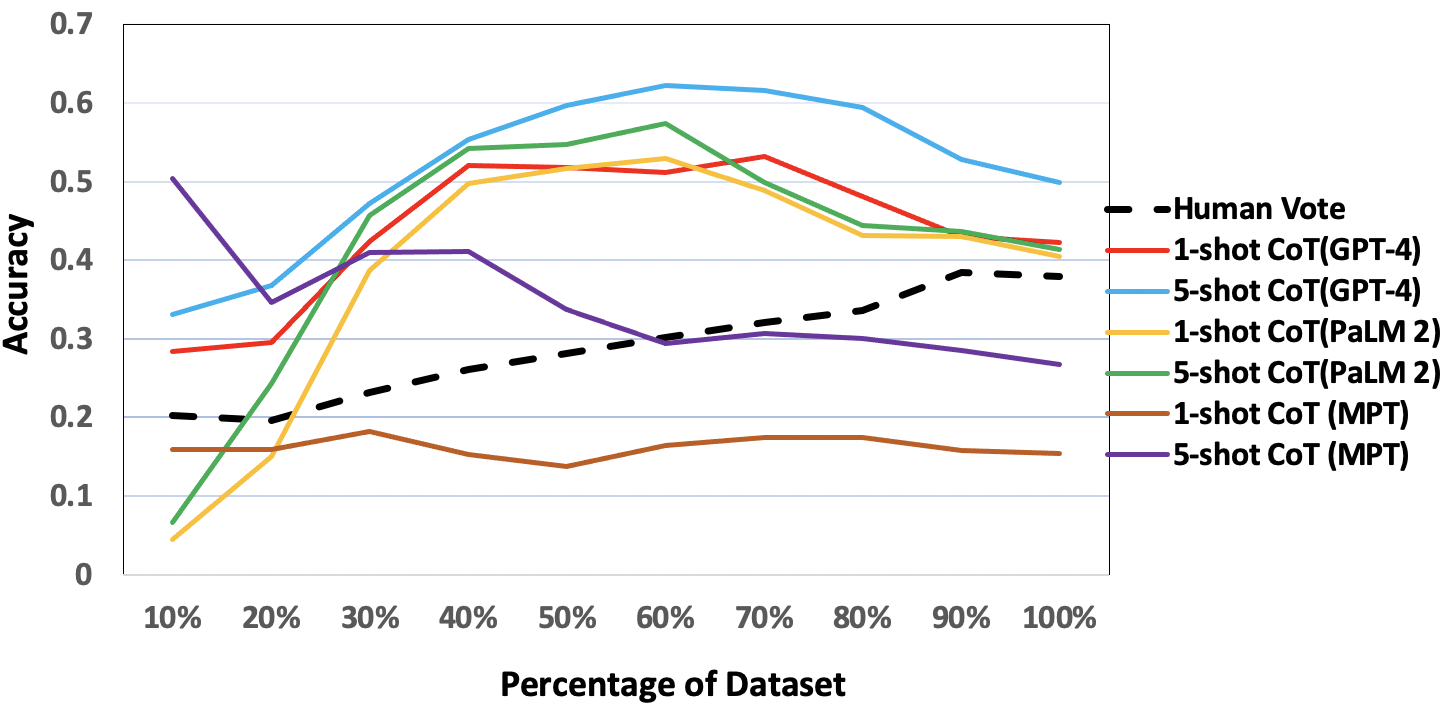 0.7
0.6
0.5
0.4
0.3
0.2
0.1
0
Accuracy
10% 20% 30% 40% 50% 60% 70% 80% 90% 100%
Percentage of Dataset
Human Vote
1-shot CoT(GPT-4)
5-shot CoT(GPT-4)
1-shot CoT(PaLM 2)
5-shot CoT(PaLM 2)
1-shot CoT (MPT)
5-shot CoT (MPT)